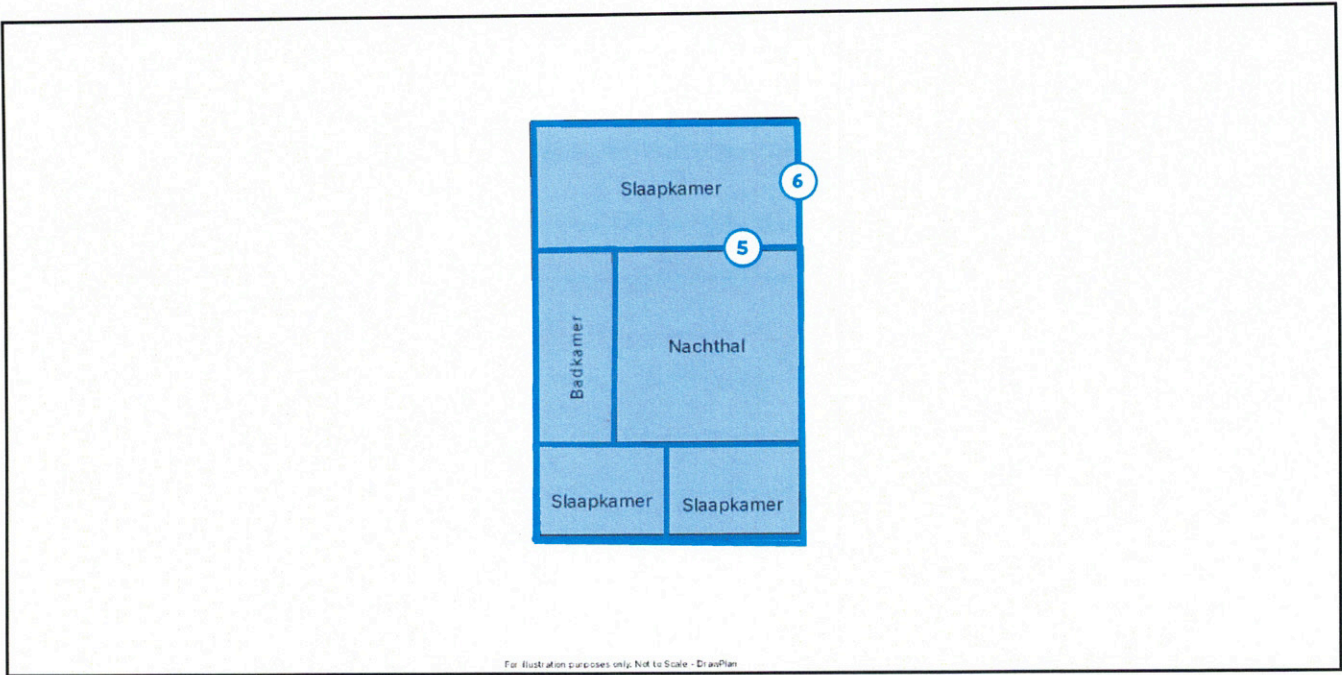 Slaapkamer
6
5
Badkamer
Nachthal
Slaapkamer
Slaapkamer
For illustration purposes only. Not to Scale - DrawPlan